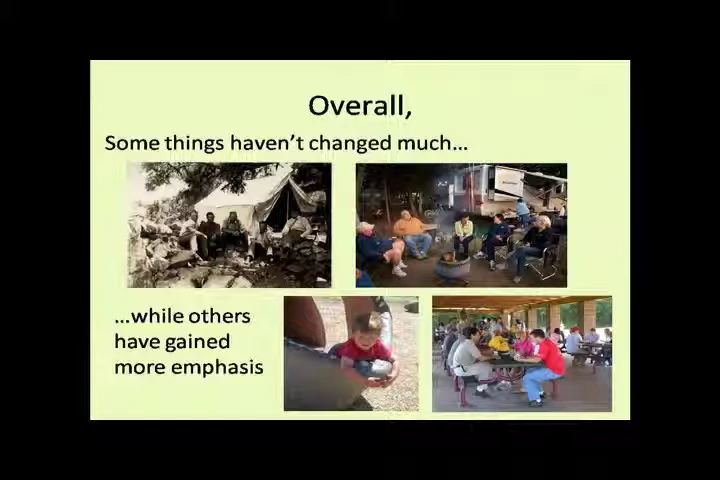 Overall,
Some things haven't changed much...
...while others
have gained
more emphasis